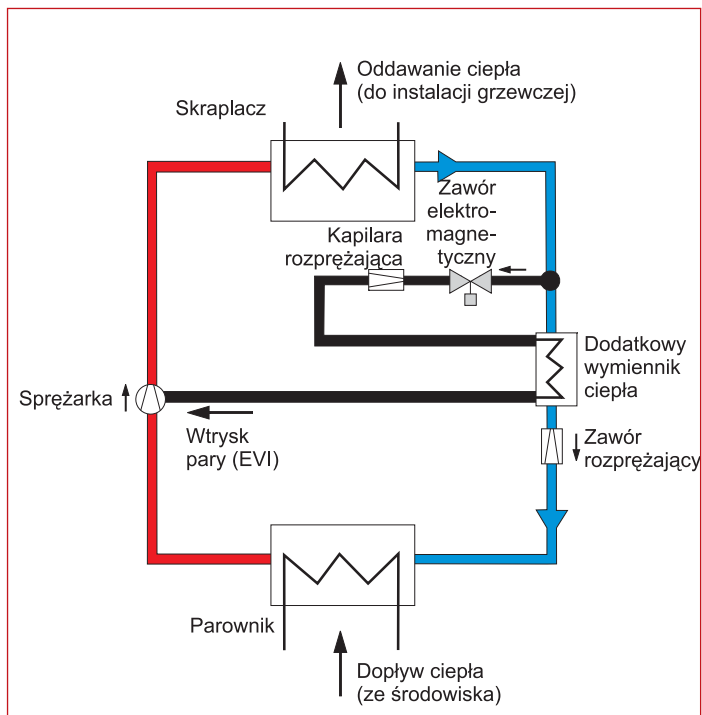 Oddawanie ciepła
(do instalacji grzewczej)
Skraplacz
Zawór
elektro-
magne-
tyczny
Kapilara
rozprężająca
Dodatkowy
wymiennik
ciepła
Sprężarka
Wtrysk
pary (EVI)
Zawór
rozprężający
Parownik
Dopływ ciepła
(ze środowiska)